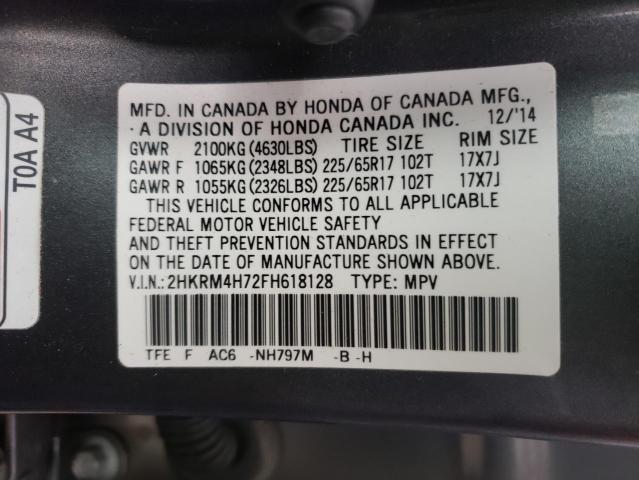 MFD. IN CANADA BY HONDA OF CANADA MFG.,
A DIVISION OF HONDA CANADA INC. 12/'14
GVWR 2100KG(4630LBS) TIRE SIZE RIM SIZE
GAWR F 1065KG(2348LBS) 225/65R17 102T 17X7J
GAWR R 1055KG(2326LBS) 225/65R17 102T 17X7J
THIS VEHICLE CONFORMS TO ALL APPLICABLE
FEDERAL MOTOR VEHICLE SAFETY
AND THEFT PREVENTION STANDARDS IN EFFECT
ON THE DATE OF MANUFACTURE SHOWN ABOVE.
V.I.N.:2HKRM4H72FH618128 TYPE: MPV
TFE F AC6 -NH797M -B -H
T0A A4